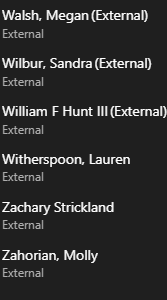 Walsh, Megan (External)
External
Wilbur, Sandra (External)
External
William F Hunt III (External)
External
Witherspoon, Lauren
External
Zachary Strickland
External
Zahorian, Molly
External